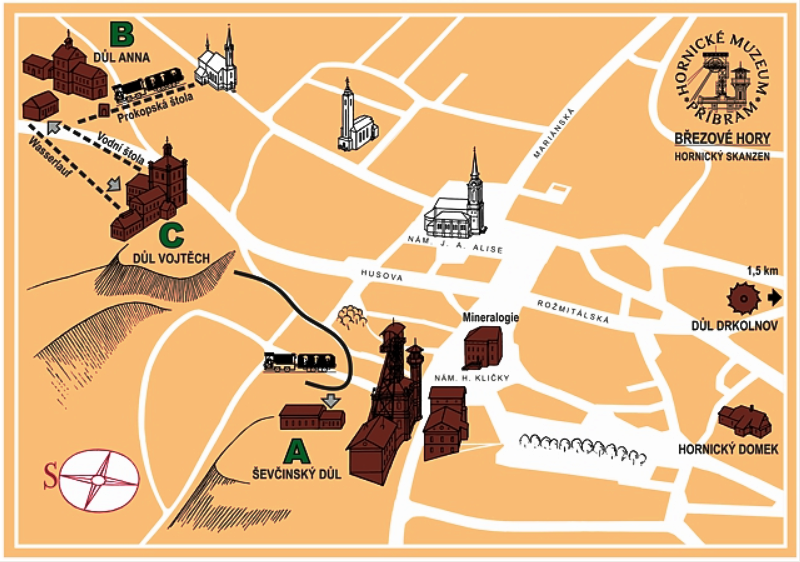 B
DŮL ANNA
Prokopská štola
Vodní štola
Wasserlauf
C
DŮL VOJTĚCH
HORNICKÉ MUZEUM
PŘÍBRAM
BŘEZOVÉ HORY
HORNICKÝ SKANZEN
MARIÁNSKÁ
NÁM. J. A. ALISE
HUSOVA
ROŽMITÁLSKÁ
1,5 km
DŮL DRKOLNOV
Mineralogie
NÁM. H. KLIČKY
HORNICKÝ DOMEK
A
ŠEVČINSKÝ DŮL
S